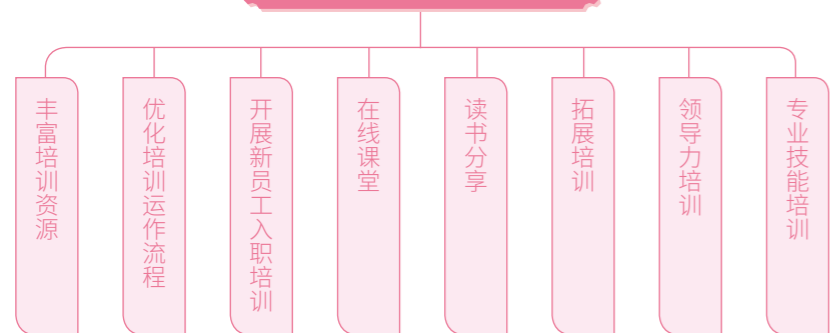 丰富培训资源
优化培训运作流程
开展新员工入职培训
在线课堂
读书分享
拓展培训
领导力培训
专业技能培训